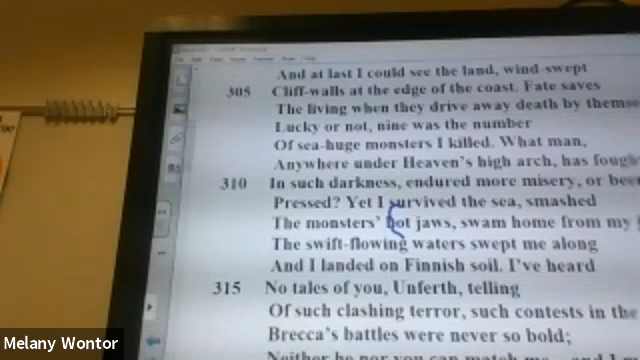 And at last I could see the land, wind-swept
305 Cliff-walls at the edge of the coast. Fate saves
The living when they drive away death by
Lucky or not, nine was the number
Of sea-huge monsters I killed. What man,
Anywhere under Heaven's high arch, has
310 In such darkness, endured more misery, or
Pressed? Yet I survived the sea, smashed
The monsters' hot jaws, swam home from my
The swift-flowing waters swept me along
And I landed on Finnish soil. I've heard
315 No tales of you, Unferth, telling
Of such clashing terror, such contests in the
Brecca's battles were never so bold;
Melany Wontor